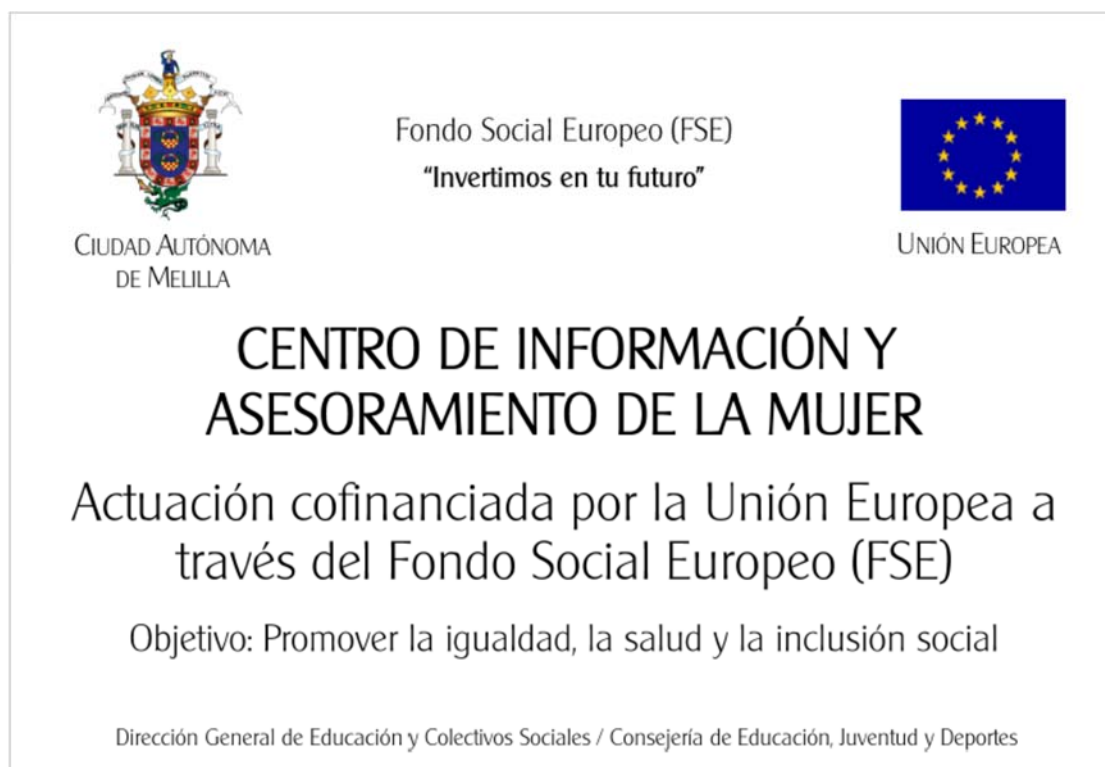 Fondo Social Europeo (FSE)
“Invertimos en tu futuro”
CIUDAD AUTÓNOMA
DE MELILLA
UNIÓN EUROPEA
CENTRO DE INFORMACIÓN Y
ASESORAMIENTO DE LA MUJER
Actuación cofinanciada por la Unión Europea a
través del Fondo Social Europeo (FSE)
Objetivo: Promover la igualdad, la salud y la inclusión social
Dirección General de Educación y Colectivos Sociales / Consejería de Educación, Juventud y Deportes